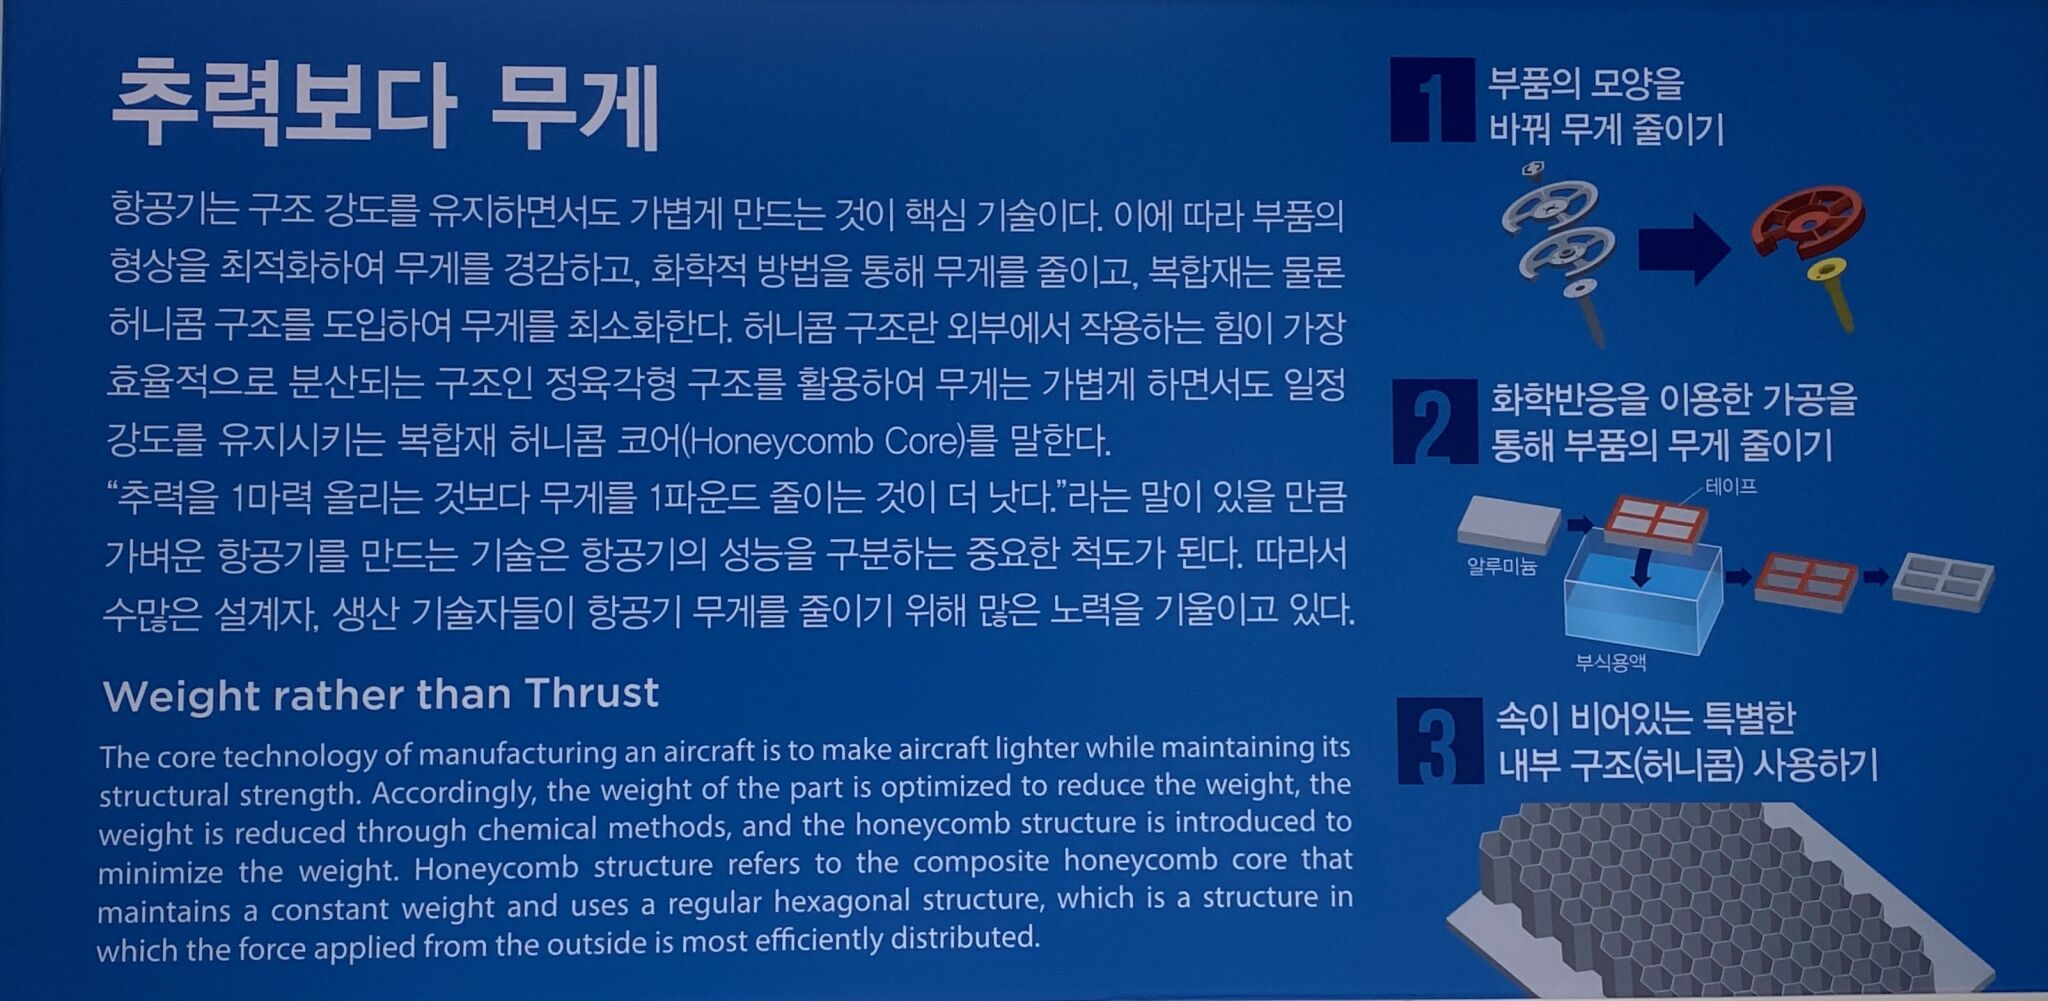 추력보다 무게
항공기는 구조 강도를 유지하면서도 가볍게 만드는 것이 핵심 기술이다. 이에 따라 부품의
형상을 최적화하여 무게를 경감하고, 화학적 방법을 통해 무게를 줄이고, 복합재는 물론
허니콤 구조를 도입하여 무게를 최소화한다. 허니콤 구조란 외부에서 작용하는 힘이 가장
효율적으로 분산되는 구조인 정육각형 구조를 활용하여 무게는 가볍게 하면서도 일정
강도를 유지시키는 복합재 허니콤 코어(Honeycomb Core)를 말한다.
“추력을 1마력 올리는 것보다 무게를 1파운드 줄이는 것이 더 낫다.”라는 말이 있을 만큼
가벼운 항공기를 만드는 기술은 항공기의 성능을 구분하는 중요한 척도가 된다. 따라서
수많은 설계자, 생산 기술자들이 항공기 무게를 줄이기 위해 많은 노력을 기울이고 있다.
Weight rather than Thrust
The core technology of manufacturing an aircraft is to make aircraft lighter while maintaining its
structural strength. Accordingly, the weight of the part is optimized to reduce the weight, the
weight is reduced through chemical methods, and the honeycomb structure is introduced to
minimize the weight. Honeycomb structure refers to the composite honeycomb core that
maintains a constant weight and uses a regular hexagonal structure, which is a structure in
which the force applied from the outside is most efficiently distributed.
1 부품의 모양을
바꿔 무게 줄이기
2 화학반응을 이용한 가공을
통해 부품의 무게 줄이기
테이프
알루미늄
부식용액
3 속이 비어있는 특별한
내부 구조(허니콤) 사용하기